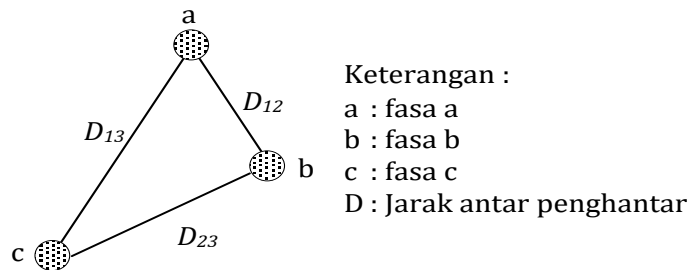 a
D12
D13
b
D23
c
Keterangan :
a : fasa a
b : fasa b
c : fasa c
D : Jarak antar penghantar